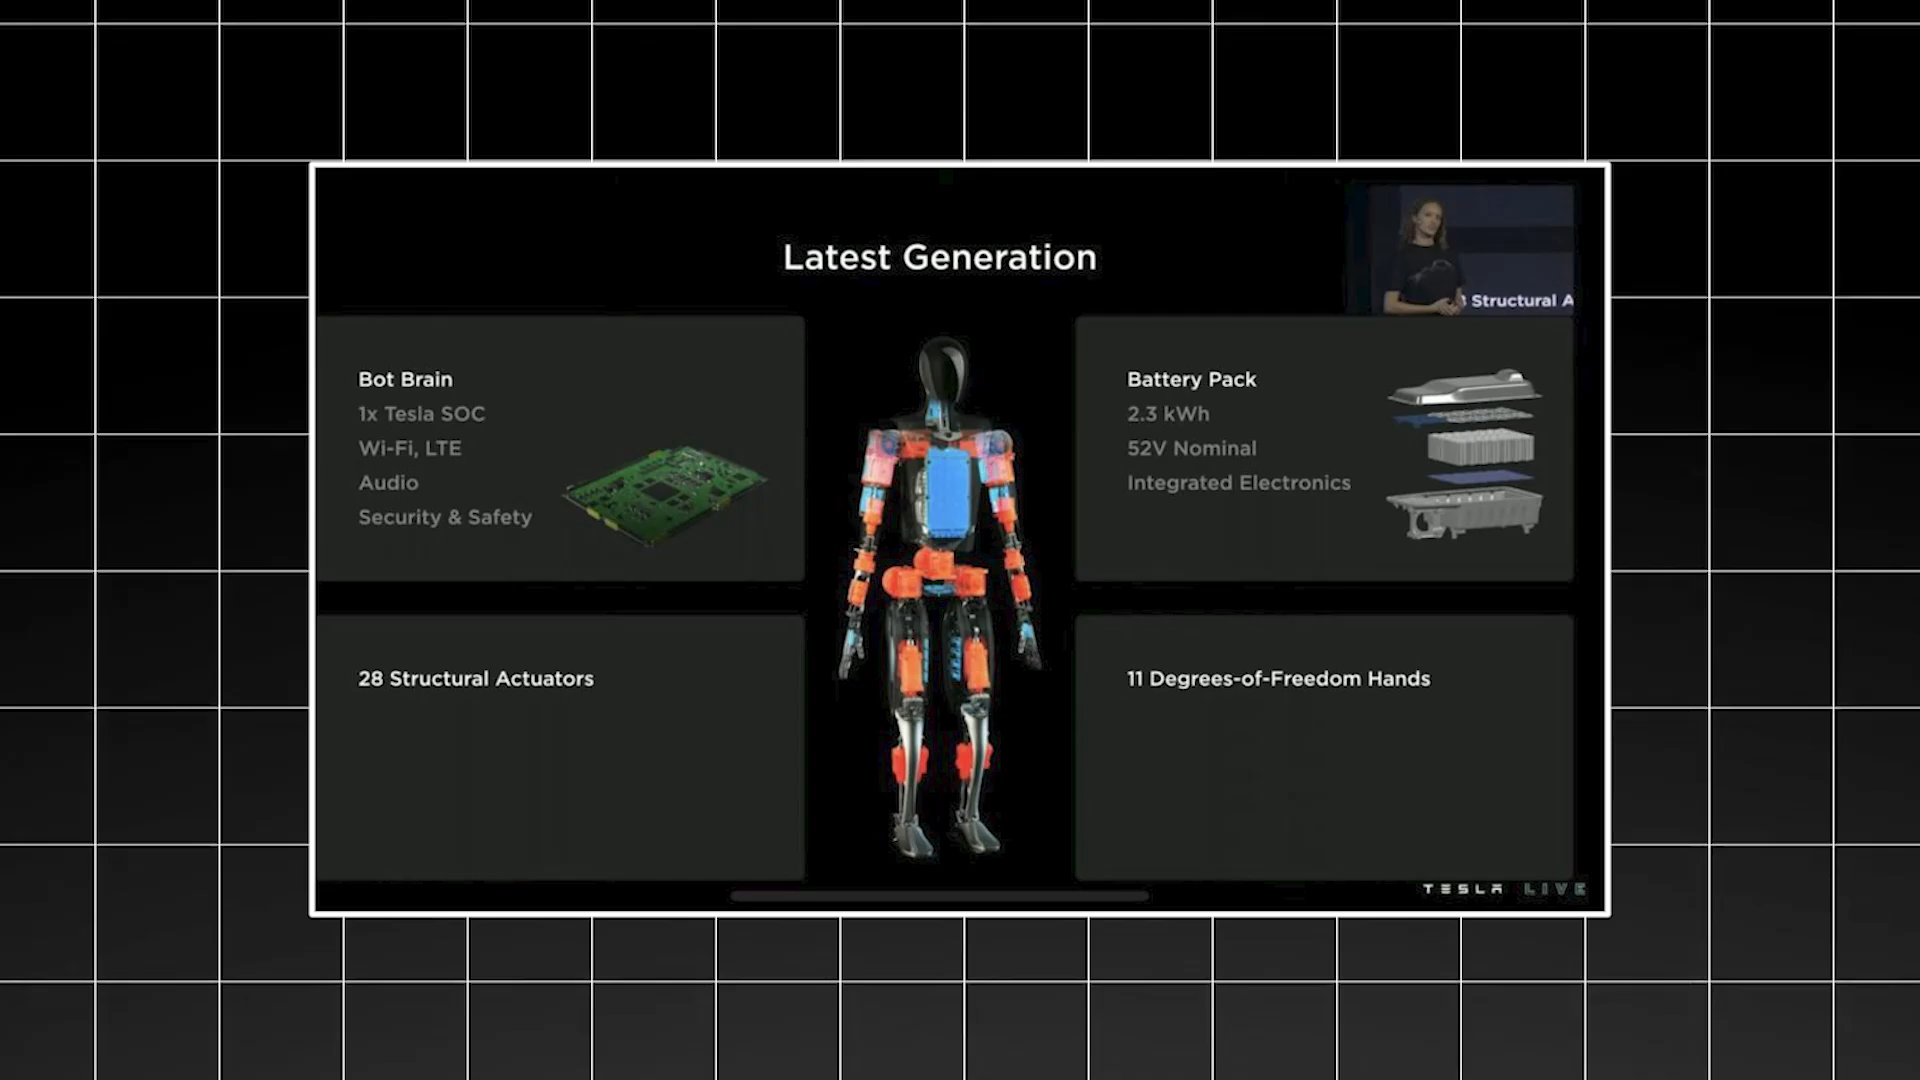 Latest Generation
Structural A
Bot Brain
1x Tesla SOC
Wi-Fi, LTE
Audio
Security & Safety
Battery Pack
2.3 kWh
52V Nominal
Integrated Electronics
28 Structural Actuators
11 Degrees-of-Freedom Hands
TESLA LIVE